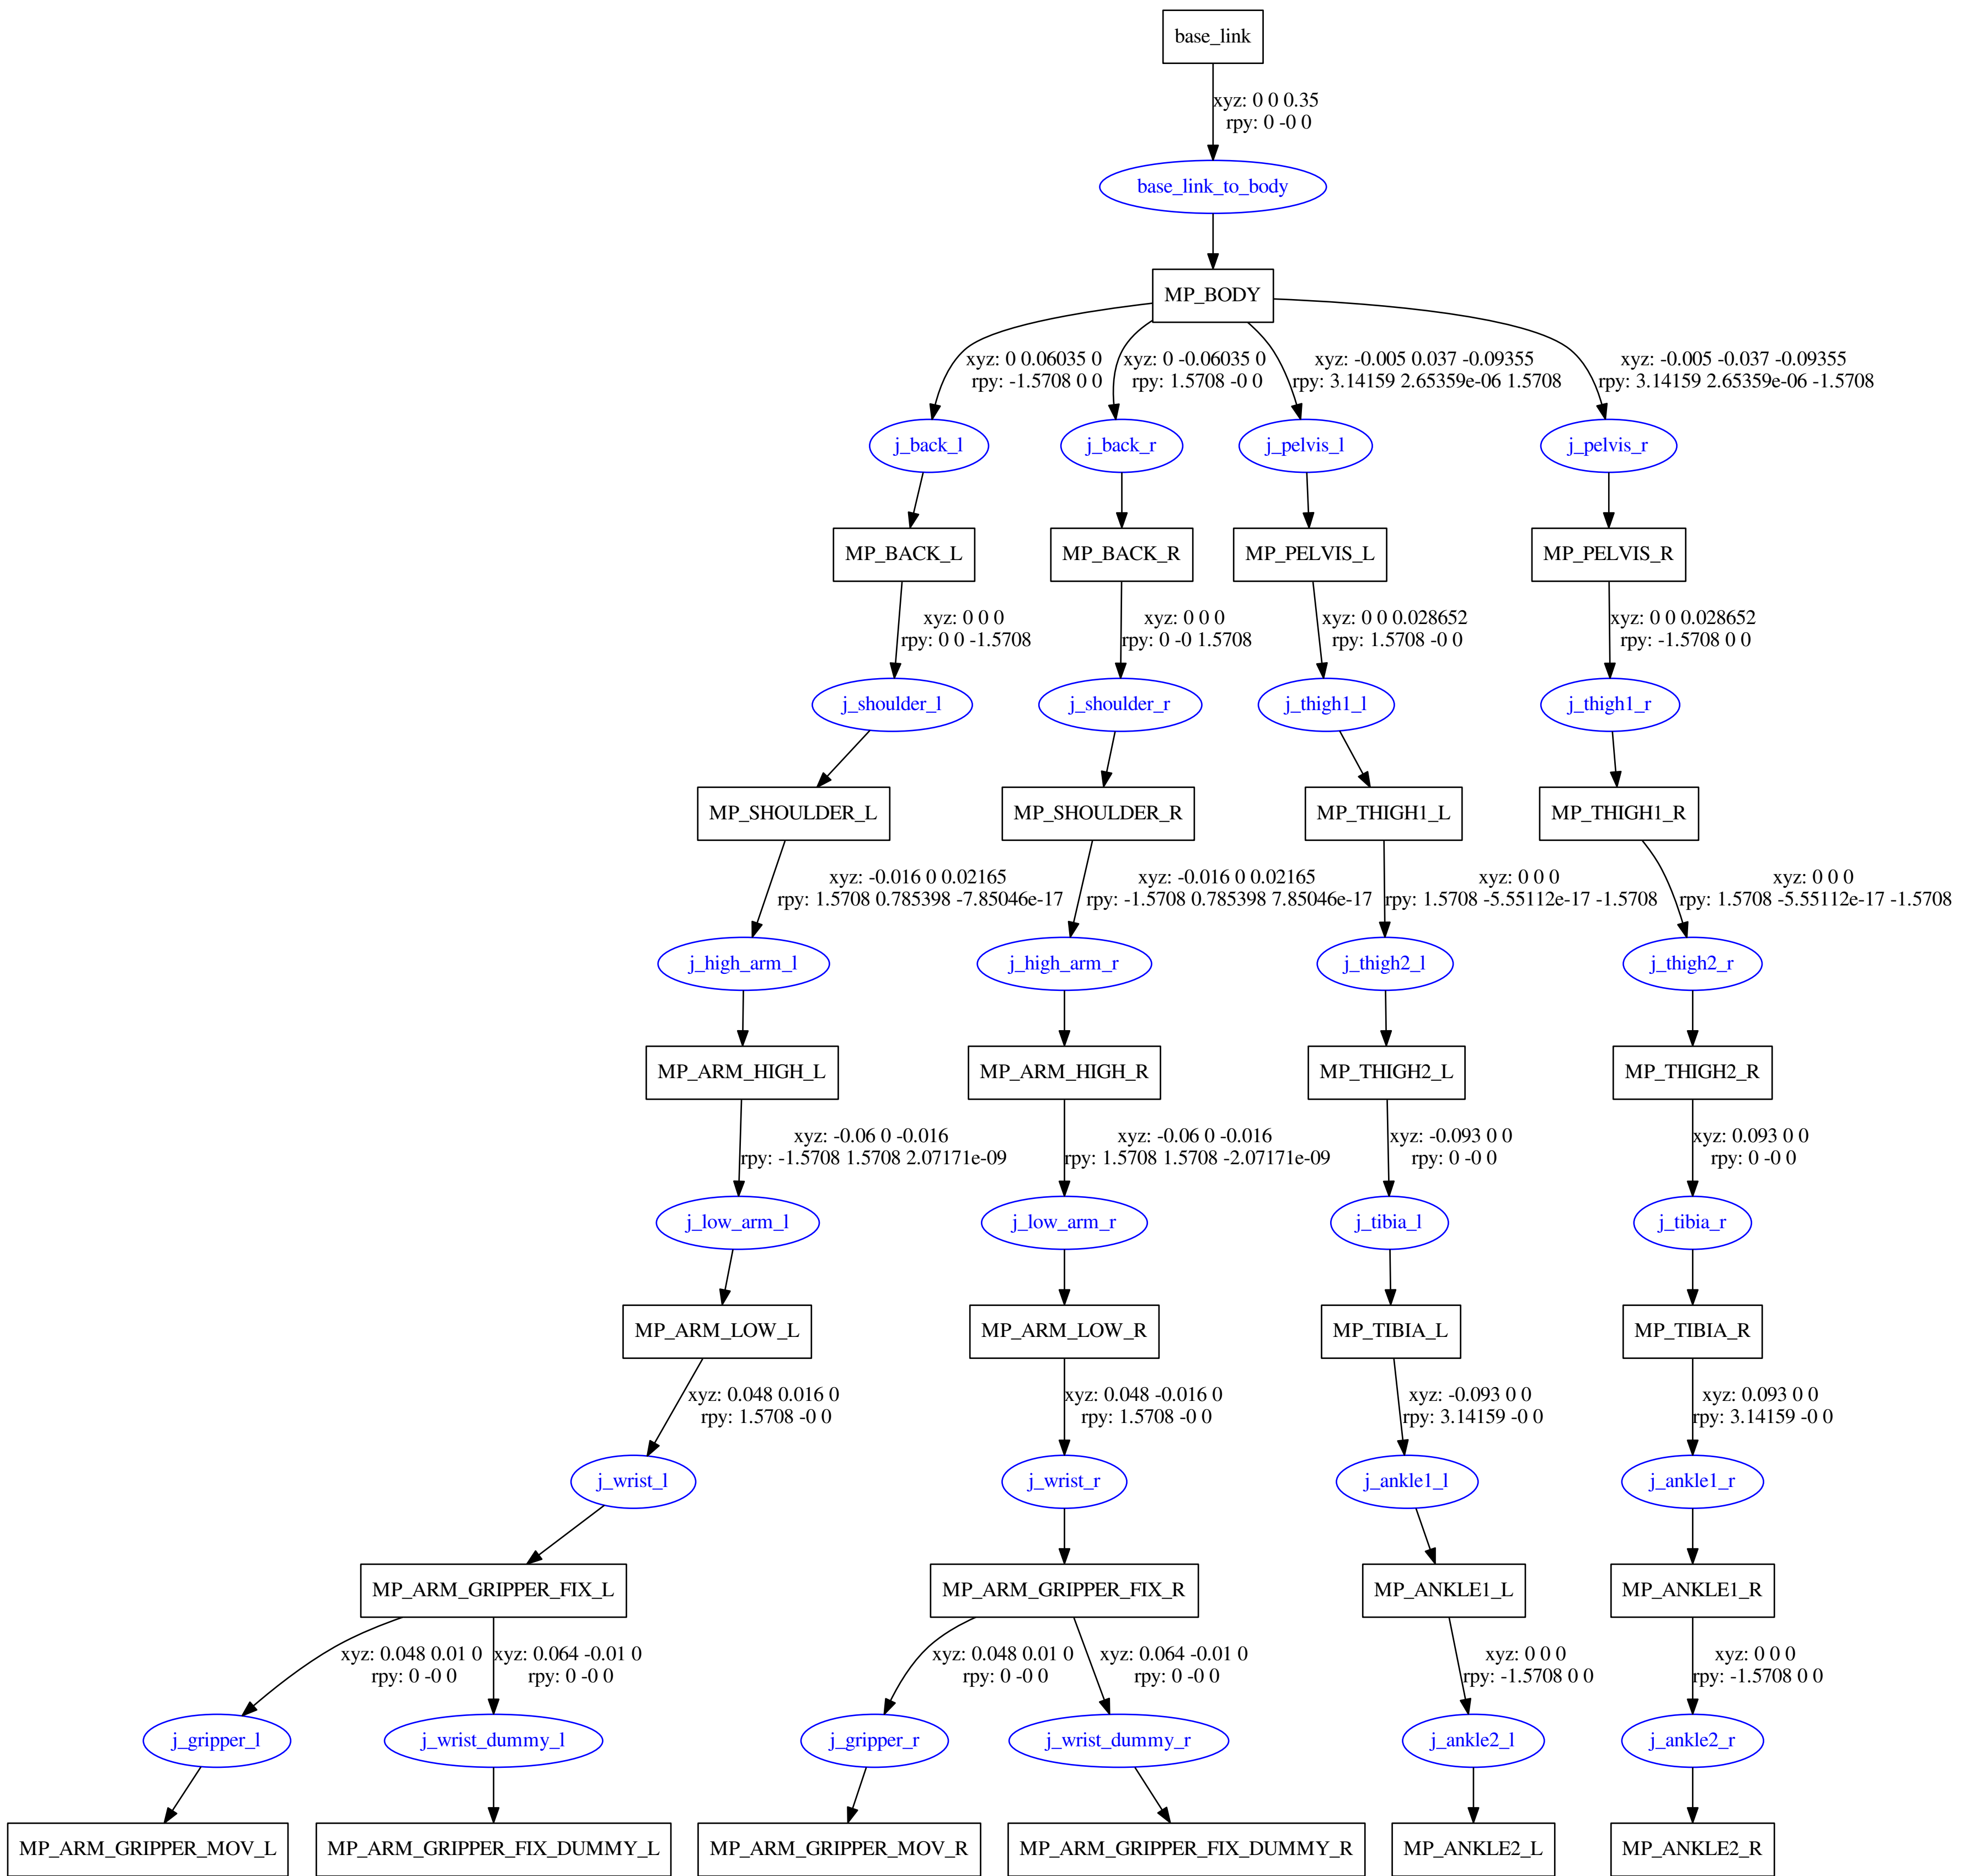 base_link
xyz: 0 0 0.35
rpy: 0 -0 0
base_link_to_body
MP_BODY
xyz: 0 0.06035 0
rpy: -1.5708 0 0
xyz: 0 -0.06035 0
rpy: 1.5708 -0 0
xyz: -0.005 0.037 -0.09355
rpy: 3.14159 2.65359e-06 1.5708
xyz: -0.005 -0.037 -0.09355
rpy: 3.14159 2.65359e-06 -1.5708
j_back_l
j_back_r
j_pelvis_l
j_pelvis_r
MP_BACK_L
MP_BACK_R
MP_PELVIS_L
MP_PELVIS_R
xyz: 0 0 0
rpy: 0 0 -1.5708
xyz: 0 0 0
rpy: 0 -0 1.5708
xyz: 0 0 0.028652
rpy: 1.5708 -0 0
xyz: 0 0 0.028652
rpy: -1.5708 0 0
j_shoulder_l
j_shoulder_r
j_thigh1_l
j_thigh1_r
MP_SHOULDER_L
MP_SHOULDER_R
MP_THIGH1_L
MP_THIGH1_R
xyz: -0.016 0 0.02165
rpy: 1.5708 0.785398 -7.85046e-17
xyz: -0.016 0 0.02165
rpy: -1.5708 0.785398 7.85046e-17
xyz: 0 0 0
rpy: 1.5708 -5.55112e-17 -1.5708
xyz: 0 0 0
rpy: 1.5708 -5.55112e-17 -1.5708
j_high_arm_l
j_high_arm_r
j_thigh2_l
j_thigh2_r
MP_ARM_HIGH_L
MP_ARM_HIGH_R
MP_THIGH2_L
MP_THIGH2_R
xyz: -0.06 0 -0.016
rpy: -1.5708 1.5708 2.07171e-09
xyz: -0.06 0 -0.016
rpy: 1.5708 1.5708 -2.07171e-09
xyz: -0.093 0 0
rpy: 0 -0 0
xyz: 0.093 0 0
rpy: 0 -0 0
j_low_arm_l
j_low_arm_r
j_tibia_l
j_tibia_r
MP_ARM_LOW_L
MP_ARM_LOW_R
MP_TIBIA_L
MP_TIBIA_R
xyz: 0.048 0.016 0
rpy: 1.5708 -0 0
xyz: 0.048 -0.016 0
rpy: 1.5708 -0 0
xyz: -0.093 0 0
rpy: 3.14159 -0 0
xyz: 0.093 0 0
rpy: 3.14159 -0 0
j_wrist_l
j_wrist_r
j_ankle1_l
j_ankle1_r
MP_ARM_GRIPPER_FIX_L
MP_ARM_GRIPPER_FIX_R
MP_ANKLE1_L
MP_ANKLE1_R
xyz: 0.048 0.01 0
rpy: 0 -0 0
xyz: 0.064 -0.01 0
rpy: 0 -0 0
xyz: 0.048 0.01 0
rpy: 0 -0 0
xyz: 0.064 -0.01 0
rpy: 0 -0 0
xyz: 0 0 0
rpy: -1.5708 0 0
xyz: 0 0 0
rpy: -1.5708 0 0
j_gripper_l
j_wrist_dummy_l
j_gripper_r
j_wrist_dummy_r
j_ankle2_l
j_ankle2_r
MP_ARM_GRIPPER_MOV_L
MP_ARM_GRIPPER_FIX_DUMMY_L
MP_ARM_GRIPPER_MOV_R
MP_ARM_GRIPPER_FIX_DUMMY_R
MP_ANKLE2_L
MP_ANKLE2_R